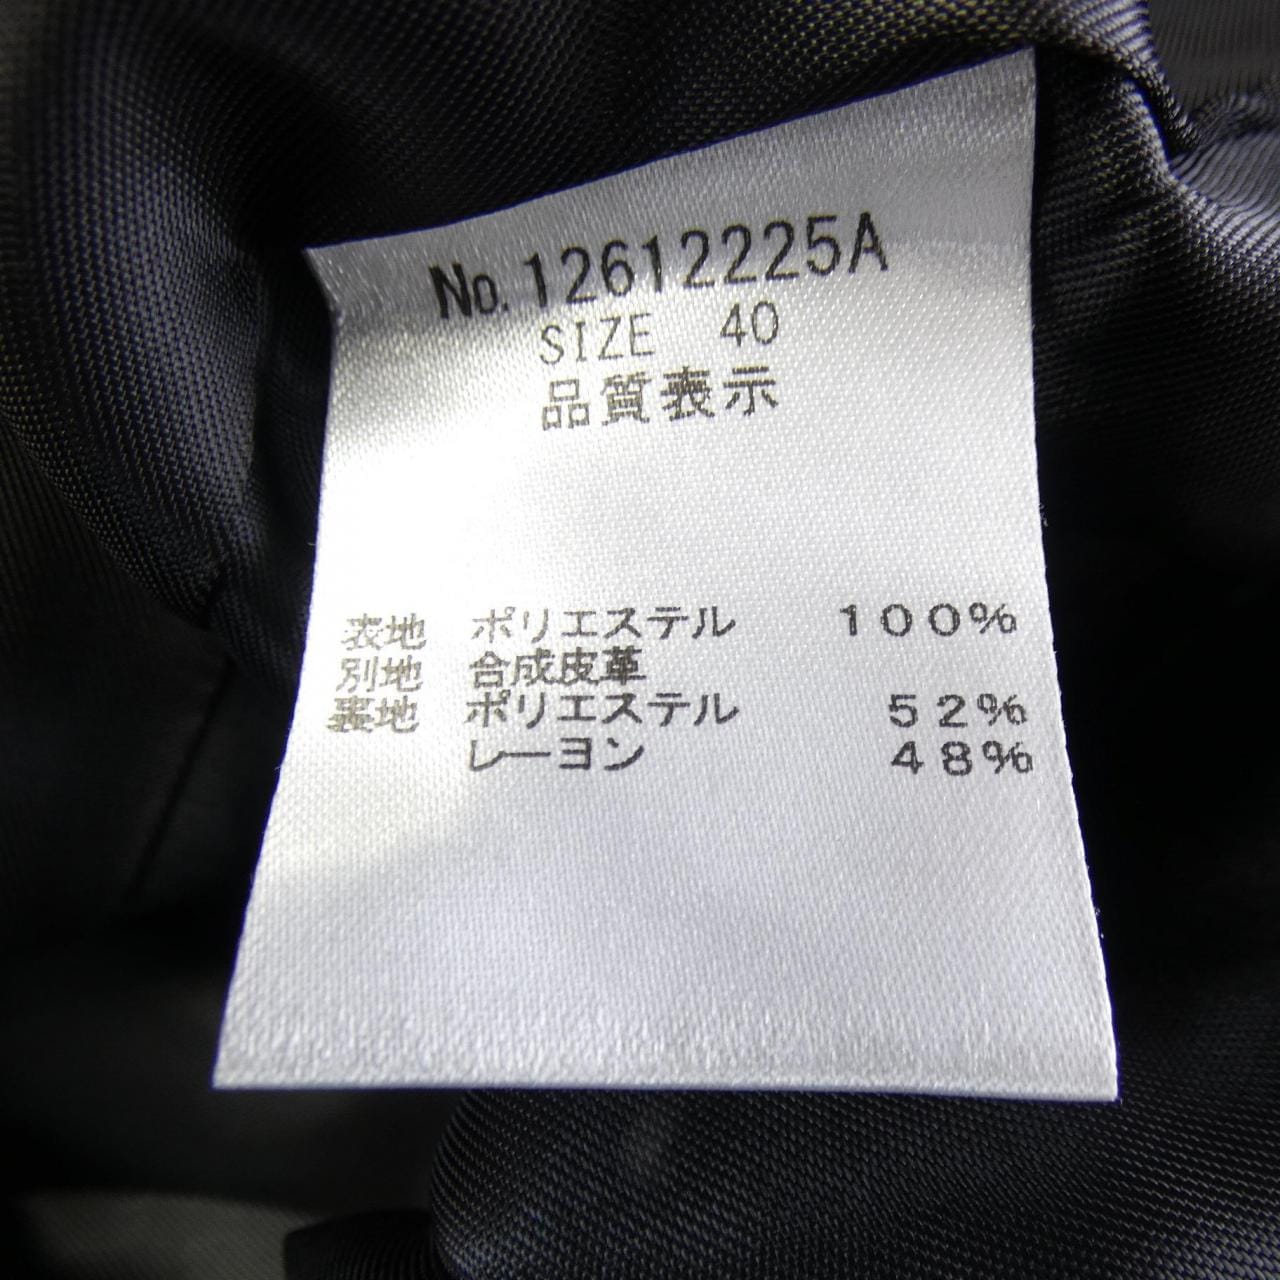 No.12612225A
SIZE 40
品質表示
表地 ポリエステル 100%
別地 合成皮革
裏地 ポリエステル 52%
レーヨン 48%